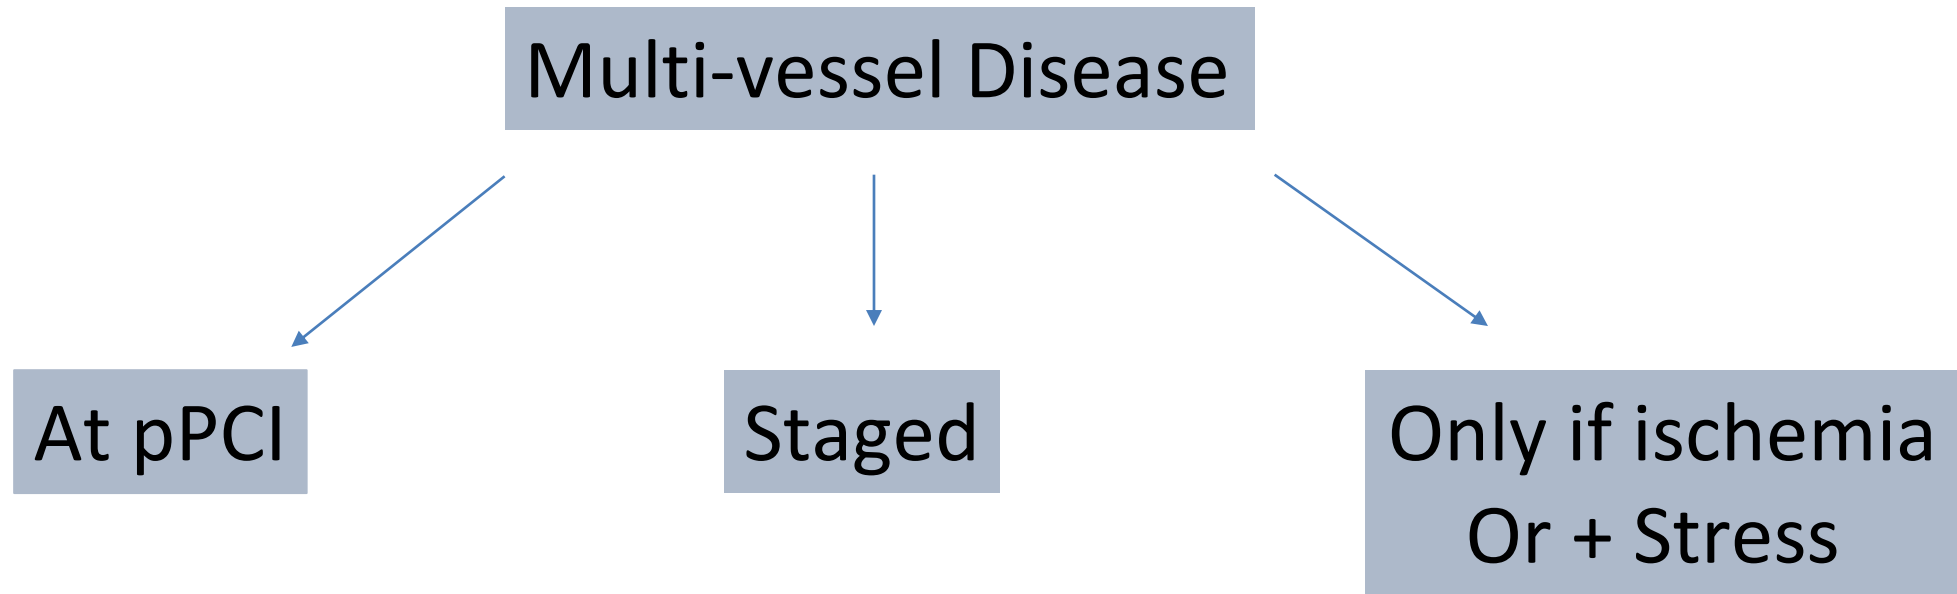 Multi-vessel Disease
At pPCI
Staged
Only if ischemia
Or + Stress